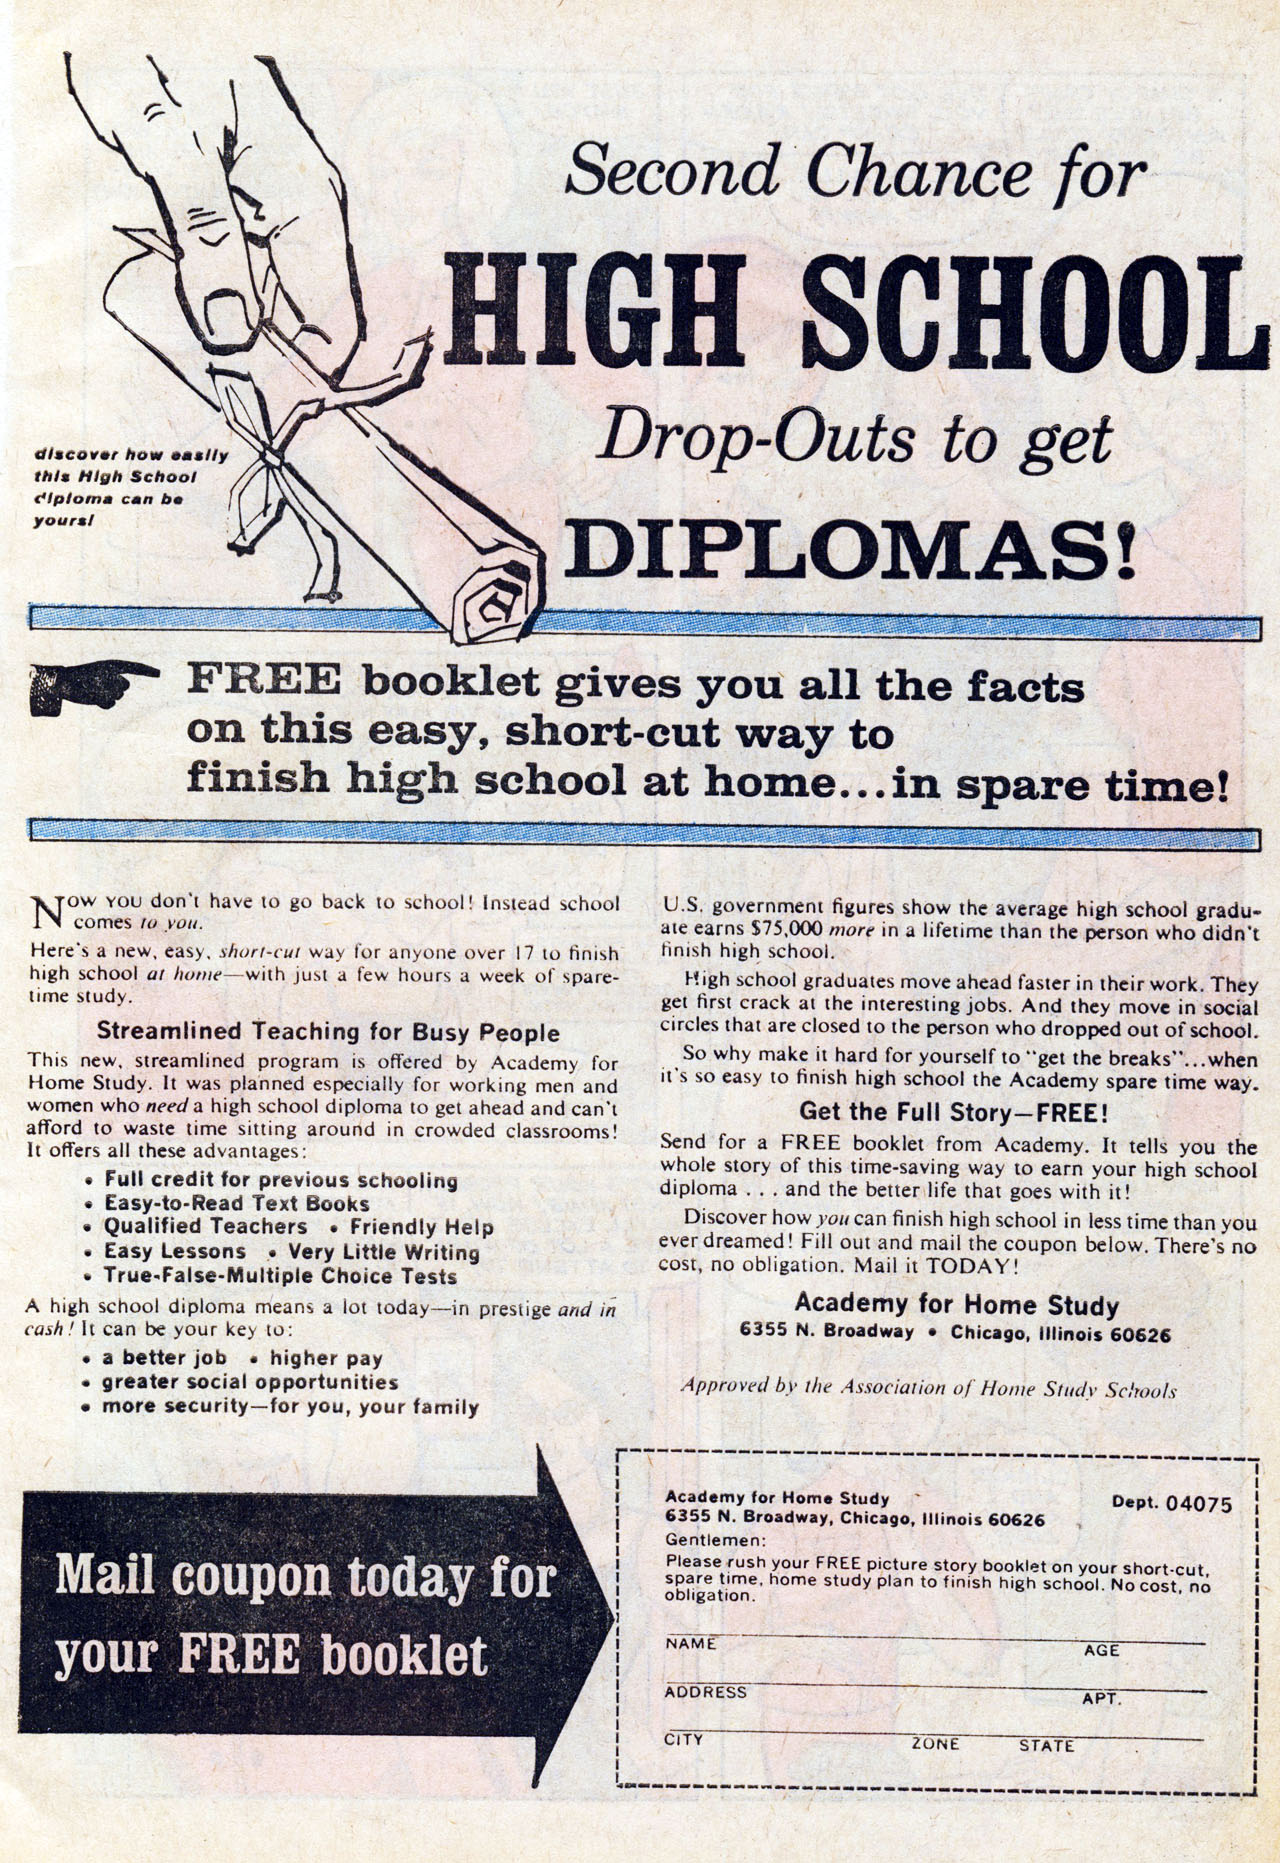 Second Chance for
HIGH SCHOOL
Drop-Outs to get
DIPLOMAS!
discover how easily
this High School
diploma can be
yours!
FREE booklet gives you all the facts
on this easy, short-cut way to
finish high school at home...in spare time!
NOW YOU don't have to go back to school! Instead school
comes to you.
Here's a new, easy, short-cut way for anyone over 17 to finish
high school at home—with just a few hours a week of spare-
time study.
Streamlined Teaching for Busy People
This new, streamlined program is offered by Academy for
Home Study. It was planned especially for working men and
women who need a high school diploma to get ahead and can't
afford to waste time sitting around in crowded classrooms!
It offers all these advantages:
• Full credit for previous schooling
• Easy-to-Read Text Books
• Qualified Teachers • Friendly Help
• Easy Lessons • Very Little Writing
• True-False-Multiple Choice Tests
A high school diploma means a lot today—in prestige and in
cash! It can be your key to:
• a better job • higher pay
• greater social opportunities
• more security—for you, your family
U.S. government figures show the average high school gradu-
ate earns $75,000 more in a lifetime than the person who didn't
finish high school.
High school graduates move ahead faster in their work. They
get first crack at the interesting jobs. And they move in social
circles that are closed to the person who dropped out of school.
So why make it hard for yourself to "get the breaks"...when
it's so easy to finish high school the Academy spare time way.
Get the Full Story—FREE!
Send for a FREE booklet from Academy. It tells you the
whole story of this time-saving way to earn your high school
diploma . . . and the better life that goes with it!
Discover how you can finish high school in less time than you
ever dreamed! Fill out and mail the coupon below. There's no
cost, no obligation. Mail it TODAY!
Academy for Home Study
6355 N. Broadway • Chicago, Illinois 60626
Approved by the Association of Home Study Schools
Mail coupon today for
your FREE booklet
Academy for Home Study Dept. 04075
6355 N. Broadway, Chicago, Illinois 60626
Gentlemen:
Please rush your FREE picture story booklet on your short-cut,
spare time, home study plan to finish high school. No cost, no
obligation.
NAME AGE
ADDRESS APT.
CITY ZONE STATE